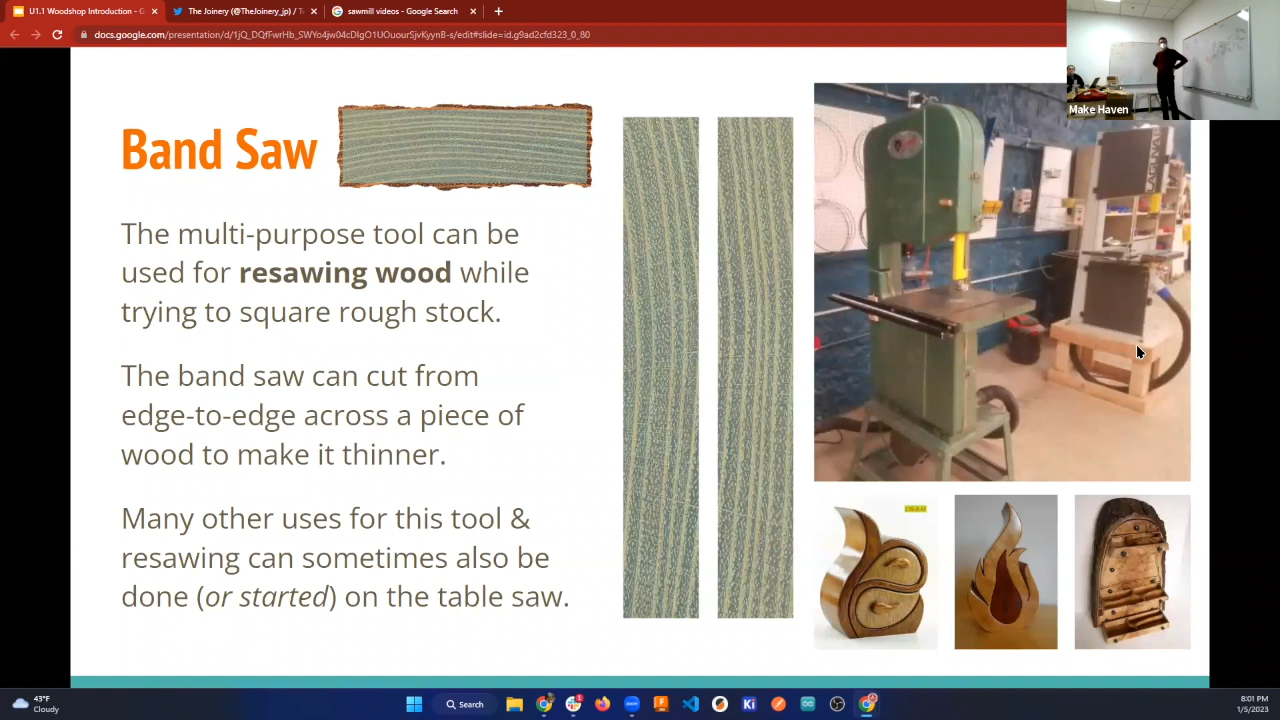 U1.1 Woodshop Introduction - G
The Joinery (@TheJoinery_jp) / T
sawmill videos - Google Search
docs.google.com/presentation/d/1jQ_DQfFwrHb_SWYo4jw04cDIgO1UOuourSjvKyynB-s/edit#slide=id.g9ad2cfd323_0_80
Make Haven
Band Saw
The multi-purpose tool can be
used for resawing wood while
trying to square rough stock.
The band saw can cut from
edge-to-edge across a piece of
wood to make it thinner.
Many other uses for this tool &
resawing can sometimes also be
done (or started) on the table saw.
LAGUNA
43°F
Cloudy
Search
8:01 PM
1/5/2023